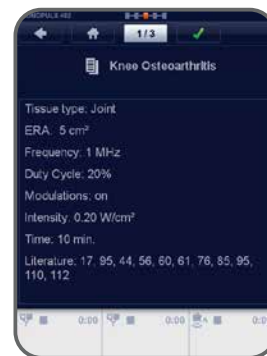 1/3
Knee Osteoarthritis
Tissue type: Joint
ERA: 5 cm²
Frequency: 1 MHz
Duty Cycle: 20%
Modulations: on
Intensity: 0.20 W/cm²
Time: 10 min.
Literature: 17, 95, 44, 56, 60, 61, 76, 85, 95,
110, 112
0:00 0:00 0:00